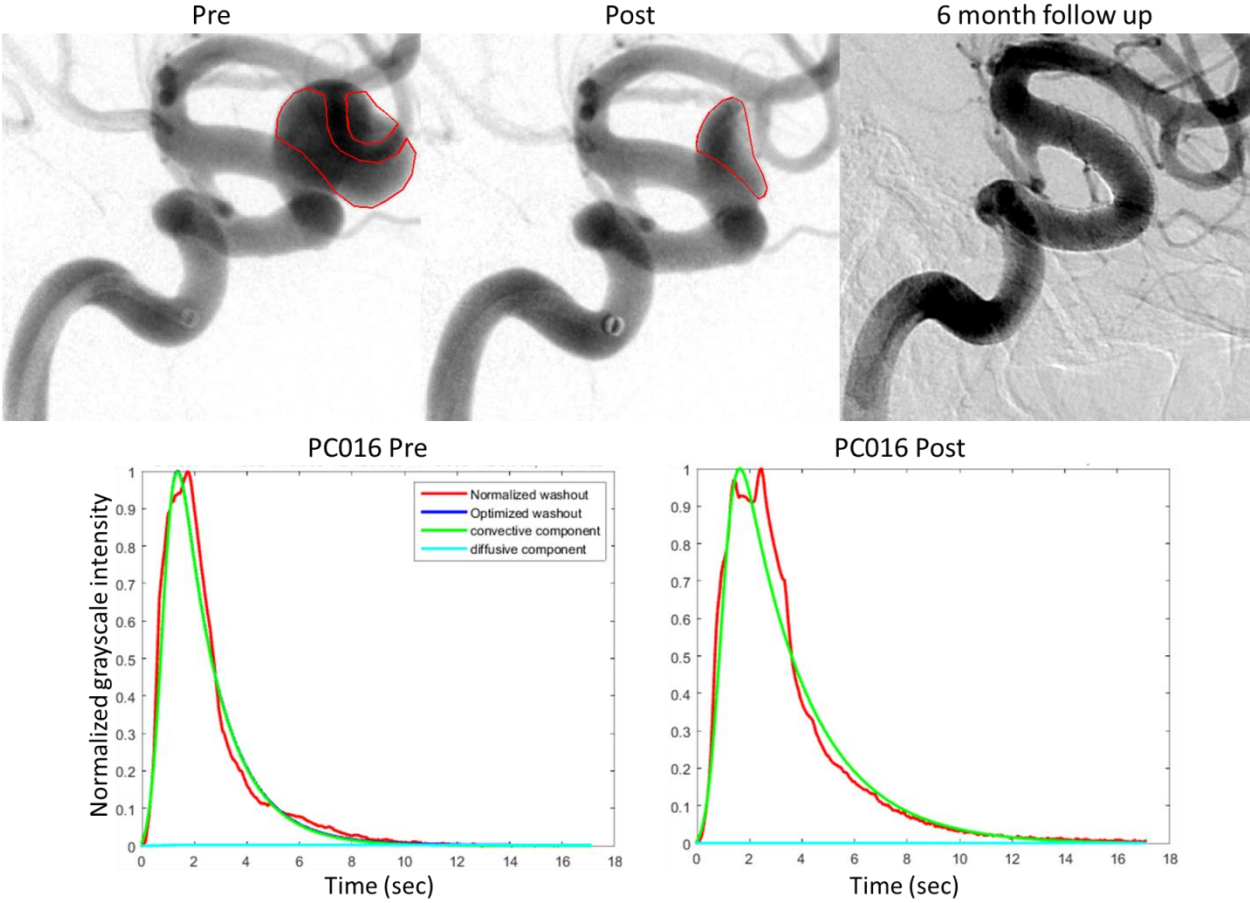 Pre
Post
6 month follow up
PC016 Pre
PC016 Post
Normalized grayscale intensity
1
0.9
0.8
0.7
0.6
0.5
0.4
0.3
0.2
0.1
0
0 2 4 6 8 10 12 14 16 18
Normalized washout
Optimized washout
convective component
diffusive component
Time (sec)
1
0.9
0.8
0.7
0.6
0.5
0.4
0.3
0.2
0.1
0
0 2 4 6 8 10 12 14 16 18
Time (sec)